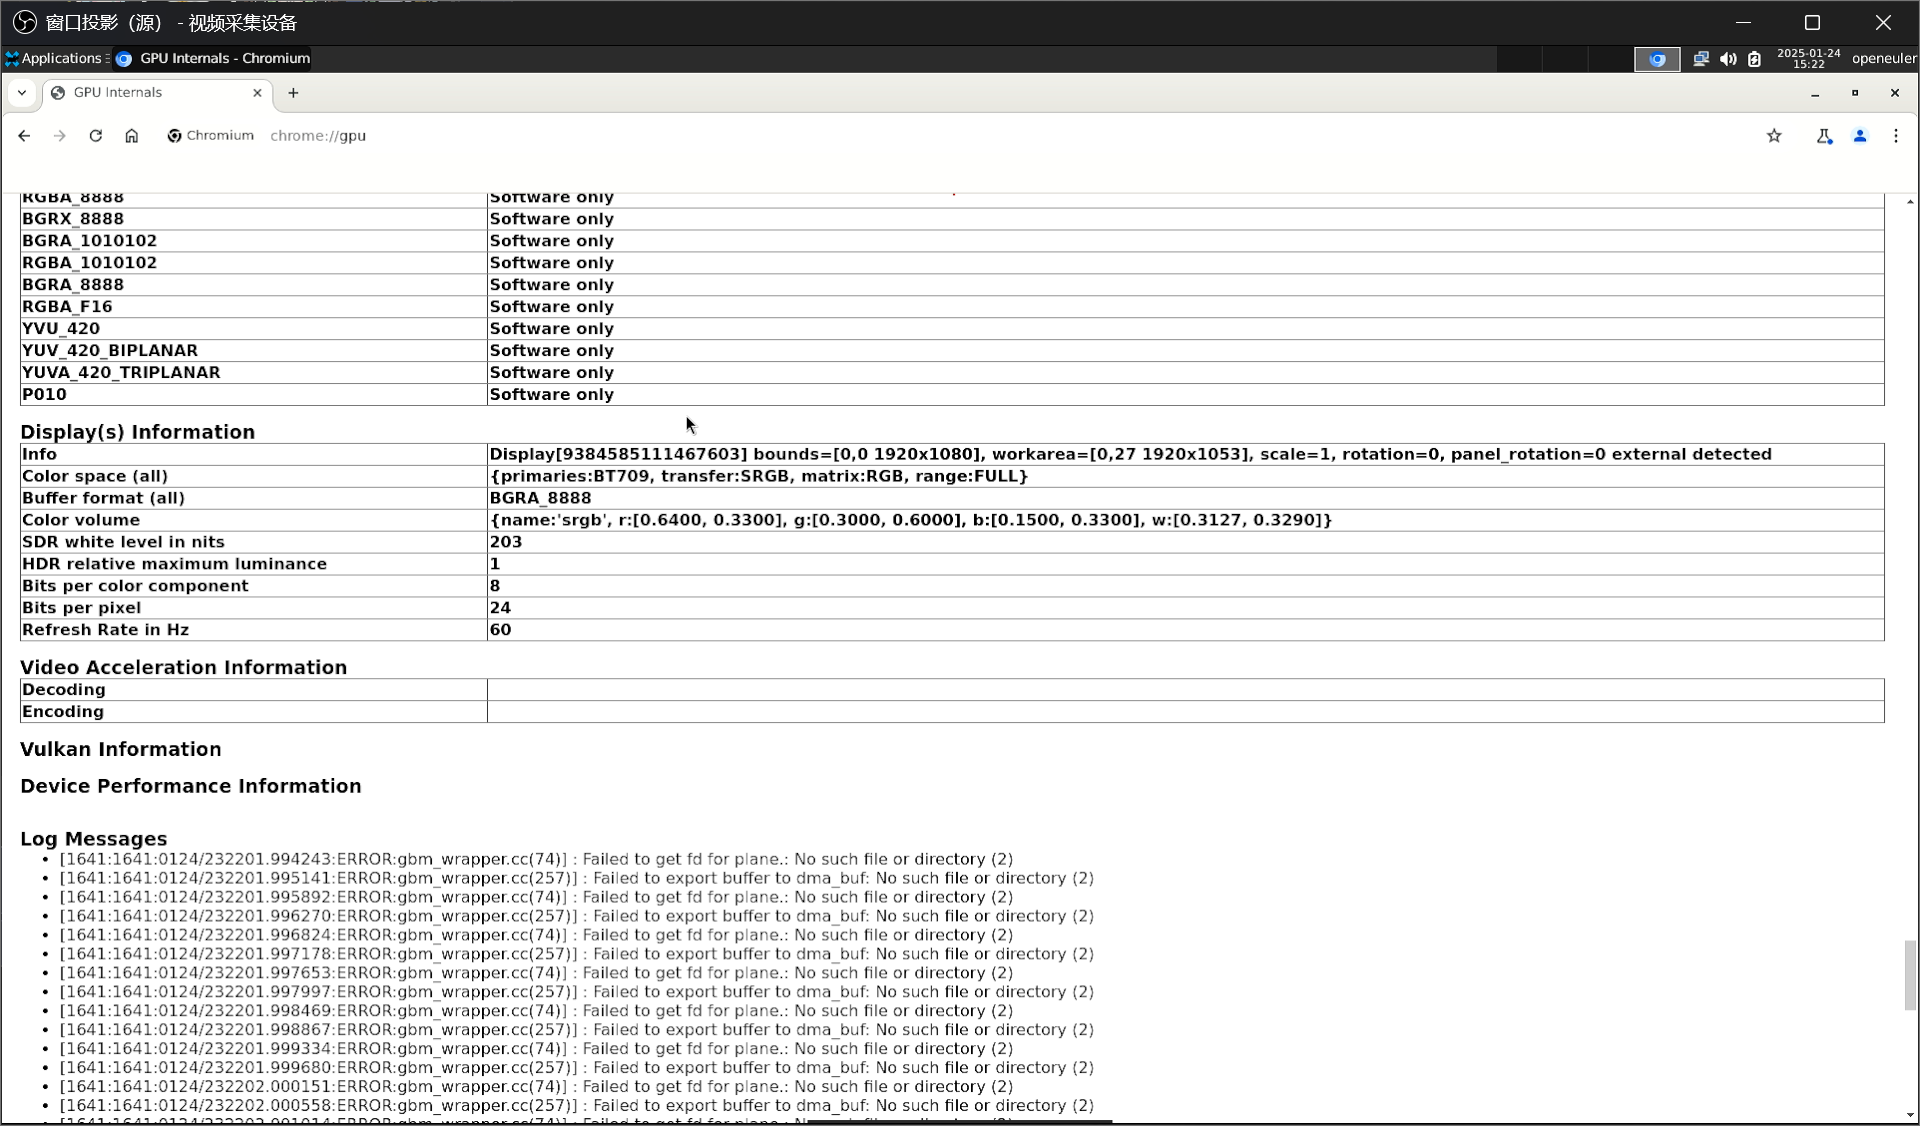 窗口投影（源） - 视频采集设备
Applications
GPU Internals - Chromium
2025-01-24
15:22
openeuler
GPU Internals
Chromium chrome://gpu
RGBA_8888 Software only
BGRX_8888 Software only
BGRA_1010102 Software only
RGBA_1010102 Software only
BGRA_8888 Software only
RGBA_F16 Software only
YVU_420 Software only
YUV_420_BIPLANAR Software only
YUVA_420_TRIPLANAR Software only
P010 Software only
Display(s) Information
Info Display[9384585111467603] bounds=[0,0 1920x1080], workarea=[0,27 1920x1053], scale=1, rotation=0, panel_rotation=0 external detected
Color space (all) {primaries:BT709, transfer:SRGB, matrix:RGB, range:FULL}
Buffer format (all) BGRA_8888
Color volume {name:'srgb', r:[0.6400, 0.3300], g:[0.3000, 0.6000], b:[0.1500, 0.3300], w:[0.3127, 0.3290]}
SDR white level in nits 203
HDR relative maximum luminance 1
Bits per color component 8
Bits per pixel 24
Refresh Rate in Hz 60
Video Acceleration Information
Decoding
Encoding
Vulkan Information
Device Performance Information
Log Messages
• [1641:1641:0124/232201.994243:ERROR:gbm_wrapper.cc(74)] : Failed to get fd for plane.: No such file or directory (2)
• [1641:1641:0124/232201.995141:ERROR:gbm_wrapper.cc(257)] : Failed to export buffer to dma_buf: No such file or directory (2)
• [1641:1641:0124/232201.995892:ERROR:gbm_wrapper.cc(74)] : Failed to get fd for plane.: No such file or directory (2)
• [1641:1641:0124/232201.996270:ERROR:gbm_wrapper.cc(257)] : Failed to export buffer to dma_buf: No such file or directory (2)
• [1641:1641:0124/232201.996824:ERROR:gbm_wrapper.cc(74)] : Failed to get fd for plane.: No such file or directory (2)
• [1641:1641:0124/232201.997178:ERROR:gbm_wrapper.cc(257)] : Failed to export buffer to dma_buf: No such file or directory (2)
• [1641:1641:0124/232201.997653:ERROR:gbm_wrapper.cc(74)] : Failed to get fd for plane.: No such file or directory (2)
• [1641:1641:0124/232201.997997:ERROR:gbm_wrapper.cc(257)] : Failed to export buffer to dma_buf: No such file or directory (2)
• [1641:1641:0124/232201.998469:ERROR:gbm_wrapper.cc(74)] : Failed to get fd for plane.: No such file or directory (2)
• [1641:1641:0124/232201.998867:ERROR:gbm_wrapper.cc(257)] : Failed to export buffer to dma_buf: No such file or directory (2)
• [1641:1641:0124/232201.999334:ERROR:gbm_wrapper.cc(74)] : Failed to get fd for plane.: No such file or directory (2)
• [1641:1641:0124/232201.999680:ERROR:gbm_wrapper.cc(257)] : Failed to export buffer to dma_buf: No such file or directory (2)
• [1641:1641:0124/232202.000151:ERROR:gbm_wrapper.cc(74)] : Failed to get fd for plane.: No such file or directory (2)
• [1641:1641:0124/232202.000558:ERROR:gbm_wrapper.cc(257)] : Failed to export buffer to dma_buf: No such file or directory (2)